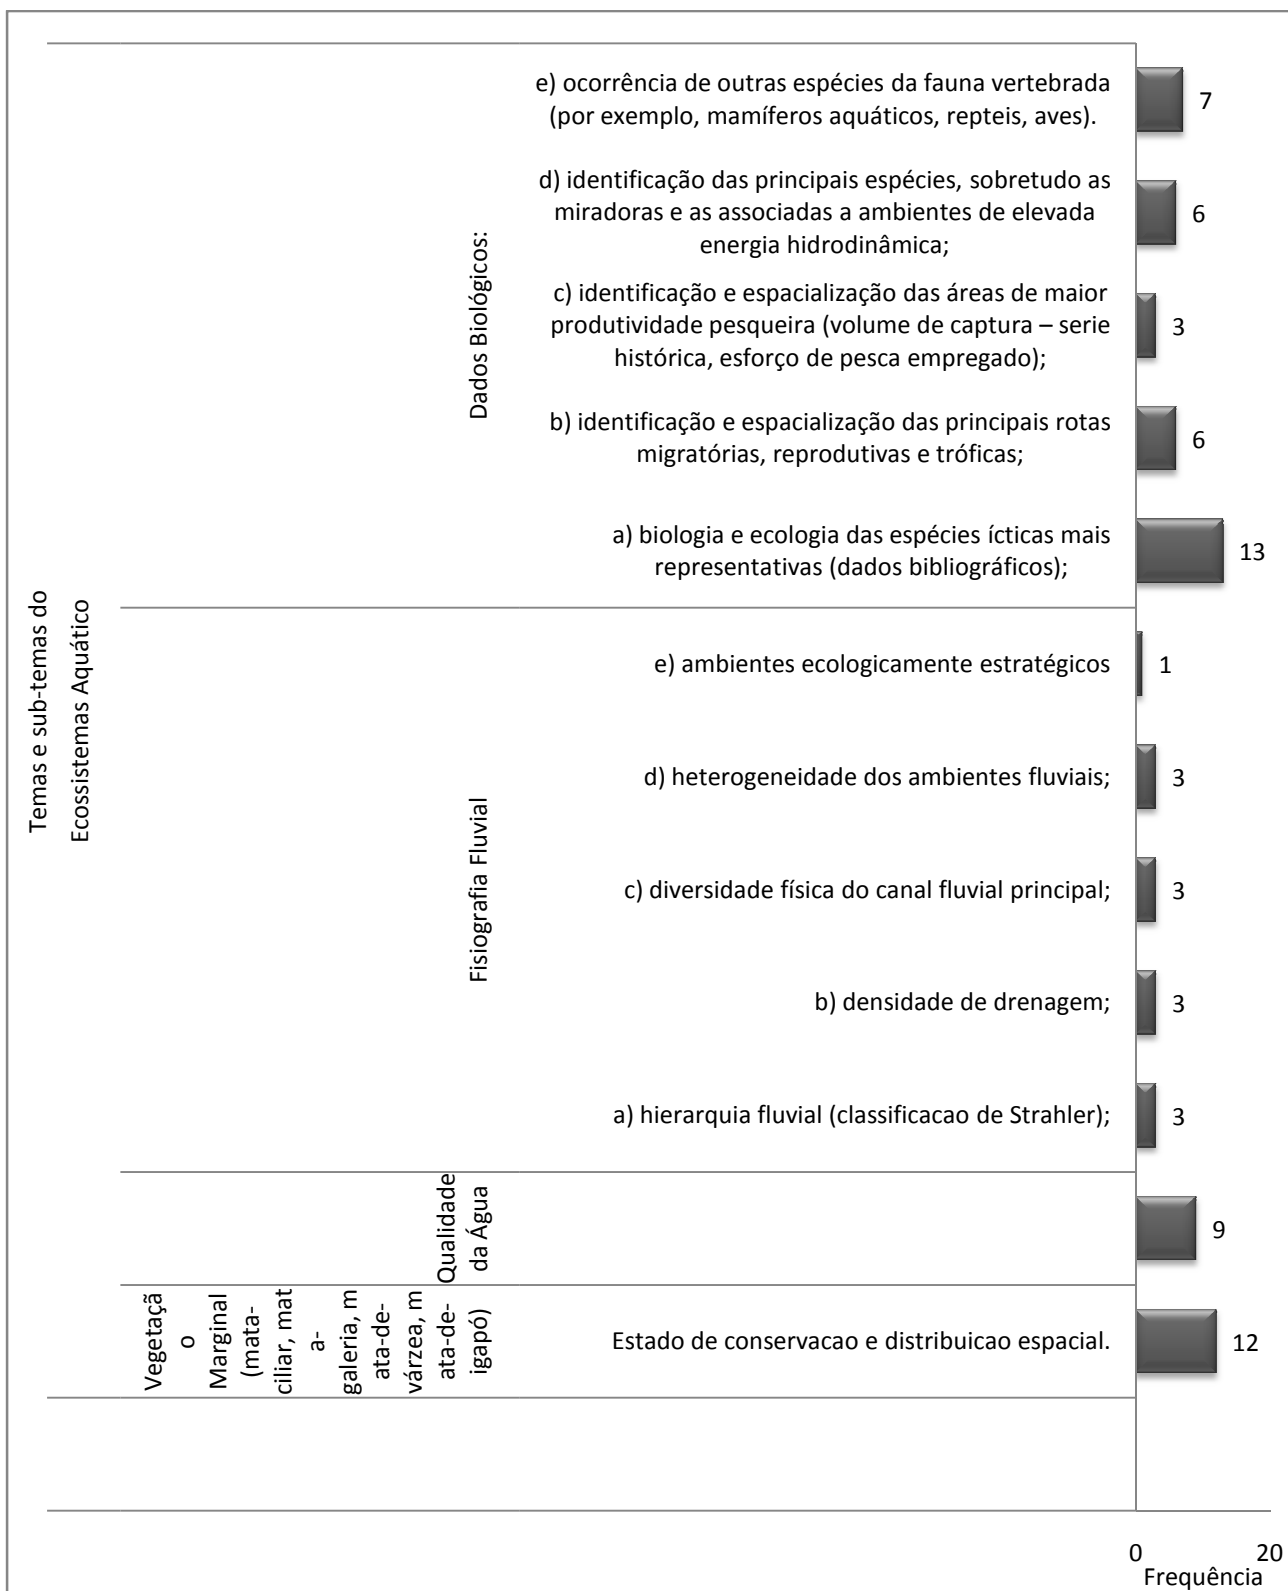 Temas e sub-temas do
Ecossistemas Aquático
Dados Biológicos:
e) ocorrência de outras espécies da fauna vertebrada
(por exemplo, mamíferos aquáticos, repteis, aves).
7
d) identificação das principais espécies, sobretudo as
miradoras e as associadas a ambientes de elevada
energia hidrodinâmica;
6
c) identificação e espacialização das áreas de maior
produtividade pesqueira (volume de captura – serie
histórica, esforço de pesca empregado);
3
b) identificação e espacialização das principais rotas
migratórias, reprodutivas e tróficas;
6
a) biologia e ecologia das espécies ícticas mais
representativas (dados bibliográficos);
13
Fisiografia Fluvial
e) ambientes ecologicamente estratégicos
1
d) heterogeneidade dos ambientes fluviais;
3
c) diversidade física do canal fluvial principal;
3
b) densidade de drenagem;
3
a) hierarquia fluvial (classificacao de Strahler);
3
Qualidade
da Água
9
Vegetaçã
o
Marginal
(mata-
ciliar, mat
a-
galeria, m
ata-de-
várzea, m
ata-de-
igapó)
Estado de conservacao e distribuicao espacial.
12
0 20
Frequência